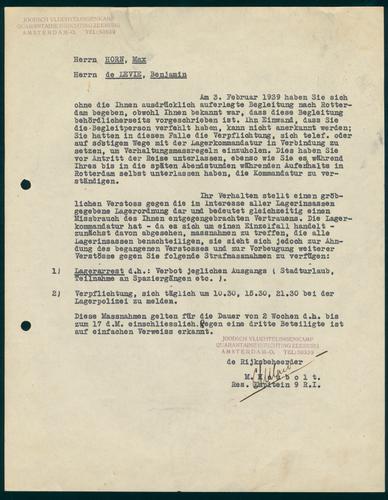 JOODSCH VLUCHTELINGENKAMP
QUARANTAINEINRICHTING ZEEBURG
AMSTERDAM-O. TEL: 50339
Herrn HORN, Max
Herrn de LEVIE, Benjamin
Am 3. Februar 1939 haben Sie sich
ohne die Ihnen ausdrücklich auferlegte Begleitung nach Rotter-
dam begeben, obwohl Ihnen bekannt war, dass diese Begleitung
behördlicherseits vorgeschrieben ist. Ihr Einwand, dass Sie
die Begleitperson verfehlt haben, kann nicht anerkannt werden;
Sie hatten in diesem Falle die Verpflichtung, sich telef. oder
auf sonstigem Wege mit der Lagerkommandatur in Verbindung zu
setzen, um Verhaltungsmassregeln einzuholen. Dies haben Sie
vor Antritt der Reise unterlassen, ebenso wie Sie es während
Ihres bis in die späten Abendstunden währenden Aufenthalts in
Rotterdam selbst unterlassen haben, die Kommandatur zu ver-
ständigen.
Ihr Verhalten stellt einen gröb-
lichen Verstoss gegen die im Interesse aller Lagerinsassen
gegebene Lagerordnung dar und bedeutet gleichzeitig einen
Missbrauch des Ihnen entgegengebrachten Vertrauens. Die Lager-
kommandatur hat - da es sich um einen Einzelfall handelt -
zunächst davon abgesehen, massnahmen zu treffen, die alle
Lagerinsassen benachteiligen, sie sieht sich jedoch zur Ahn-
dung des begangenen Verstosses und zur Vorbeugung weiterer
Verstösse gegen Sie folgende Strafmassnahmen zu verfügen:
1) Lagerarrest d.h.: Verbot jeglichen Ausgangs ( Stadturlaub,
Teilnahme an Spaziergängen etc. ).
2) Verpflichtung, sich täglich um 10.30, 15.30, 21.30 bei der
Lagerpolizei zu melden.
Diese Massnahmen gelten für die Dauer von 2 Wochen d.h. bis
zum 17 d.M. einschliesslich. Gegen eine dritte Beteiligte ist
auf einfachen Verweis erkannt.
JOODSCH VLUCHTELINGENKAMP
QUARANTAINEINRICHTING ZEEBURG
AMSTERDAM-O. TEL: 50339
de Rijksbeheerder
Res. Kapitein 9 R.I.